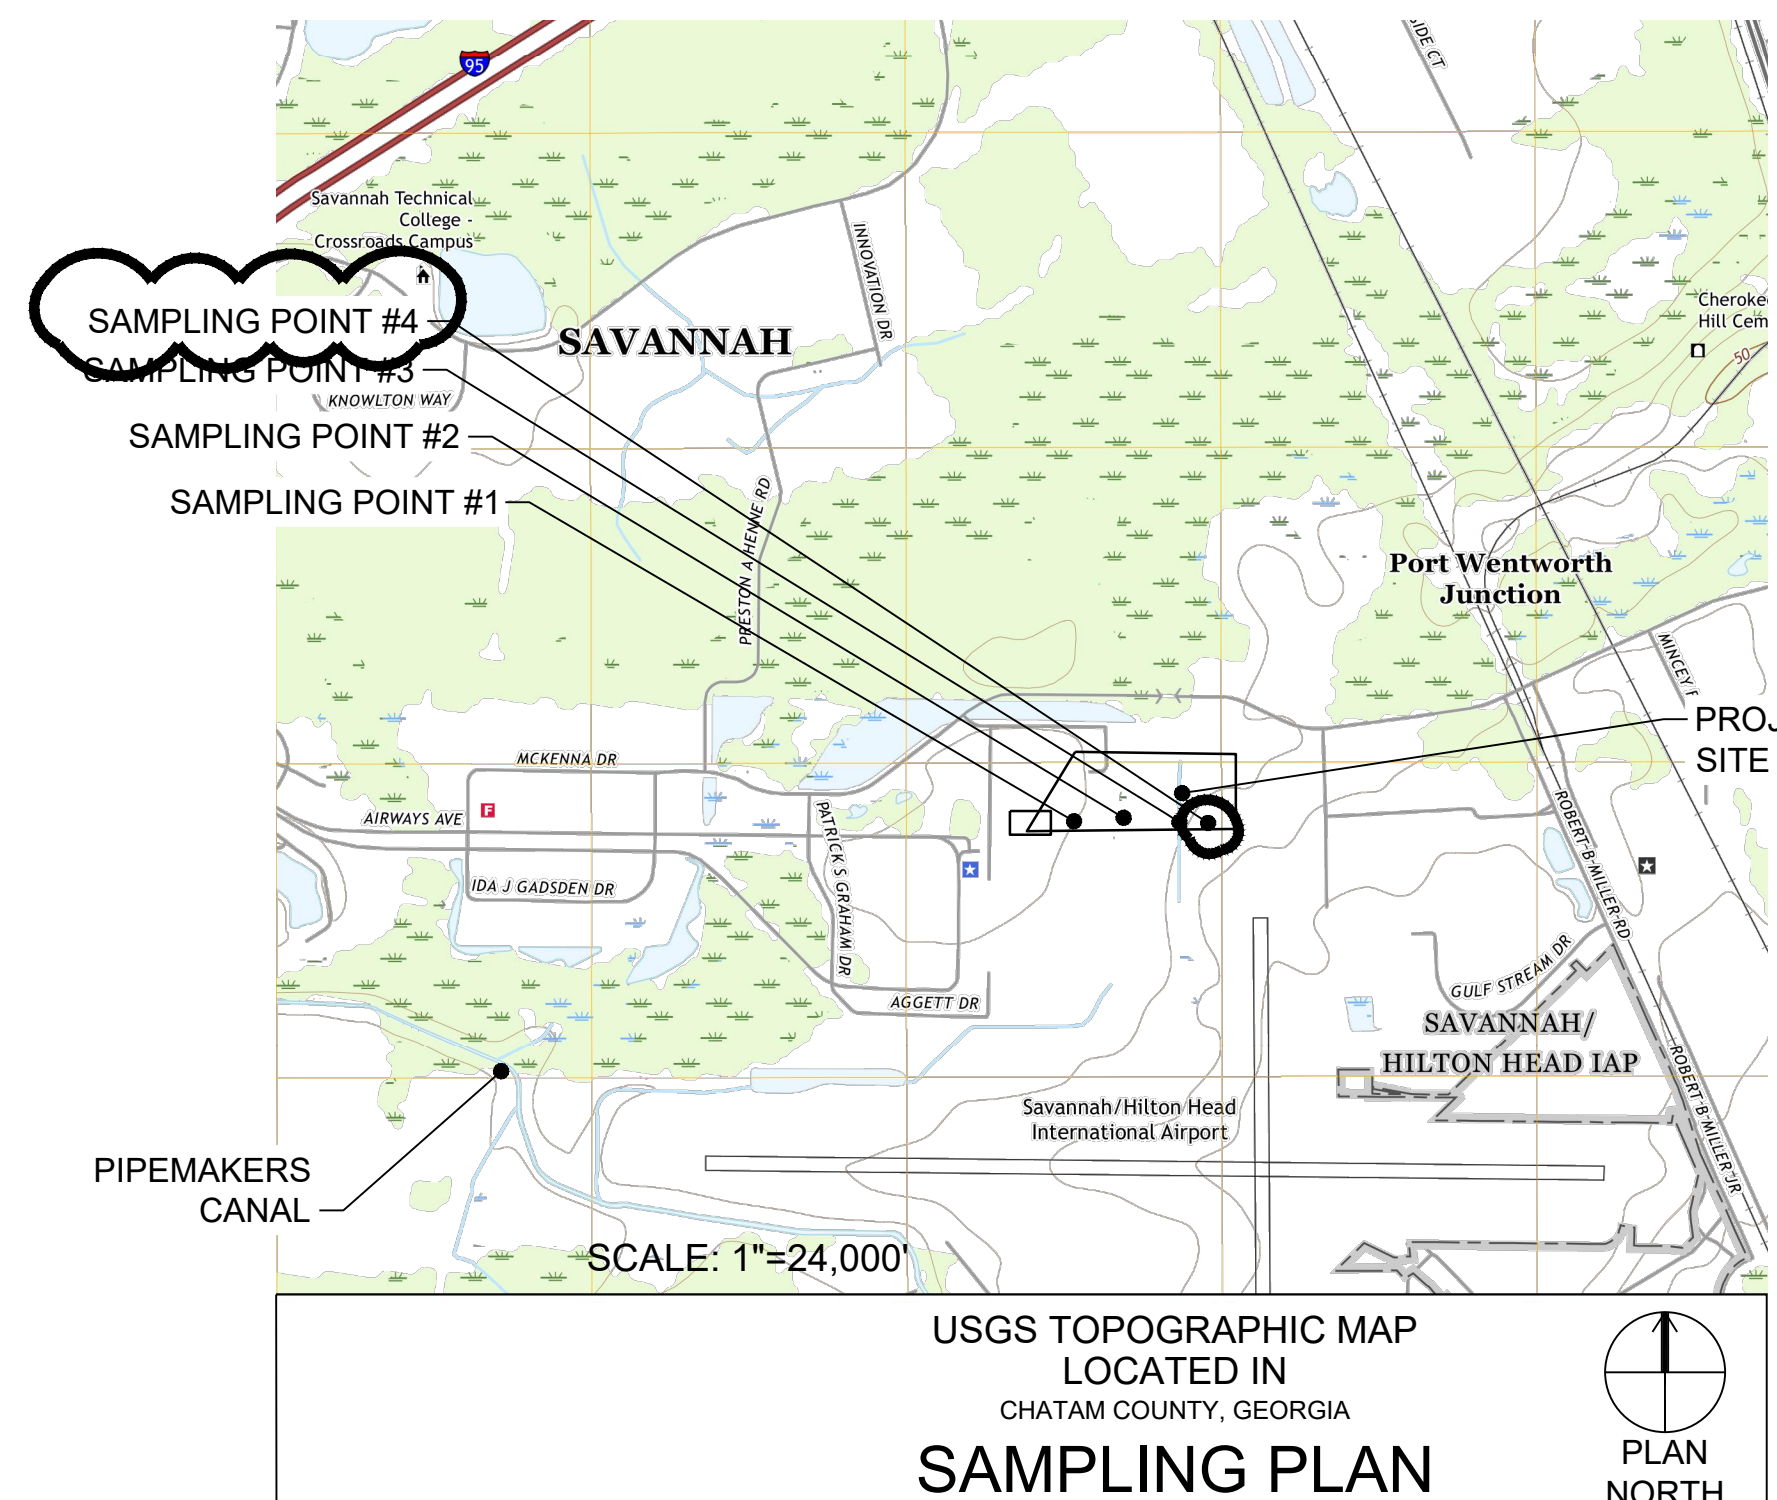 95
SIDE CT
Savannah Technical
College -
Crossroads Campus
INNOVATION DR
SAMPLING POINT #4
SAVANNAH
Cherokee
Hill Cem
50
SAMPLING POINT #3
KNOWLTON WAY
SAMPLING POINT #2
SAMPLING POINT #1
PRESTON A HENNE RD
Port Wentworth
Junction
MINCEY
PROJ
SITE
MCKENNA DR
AIRWAYS AVE
F
PATRICK S GRAHAM DR
ROBERT B MILLER RD
IDA J GADSDEN DR
AGGETT DR
GULF STREAM DR
SAVANNAH/
HILTON HEAD IAP
ROBERT B MILLER JR
Savannah/Hilton Head
International Airport
PIPEMAKERS
CANAL
SCALE: 1"=24,000'
USGS TOPOGRAPHIC MAP
LOCATED IN
CHATAM COUNTY, GEORGIA
SAMPLING PLAN
PLAN
NORTH